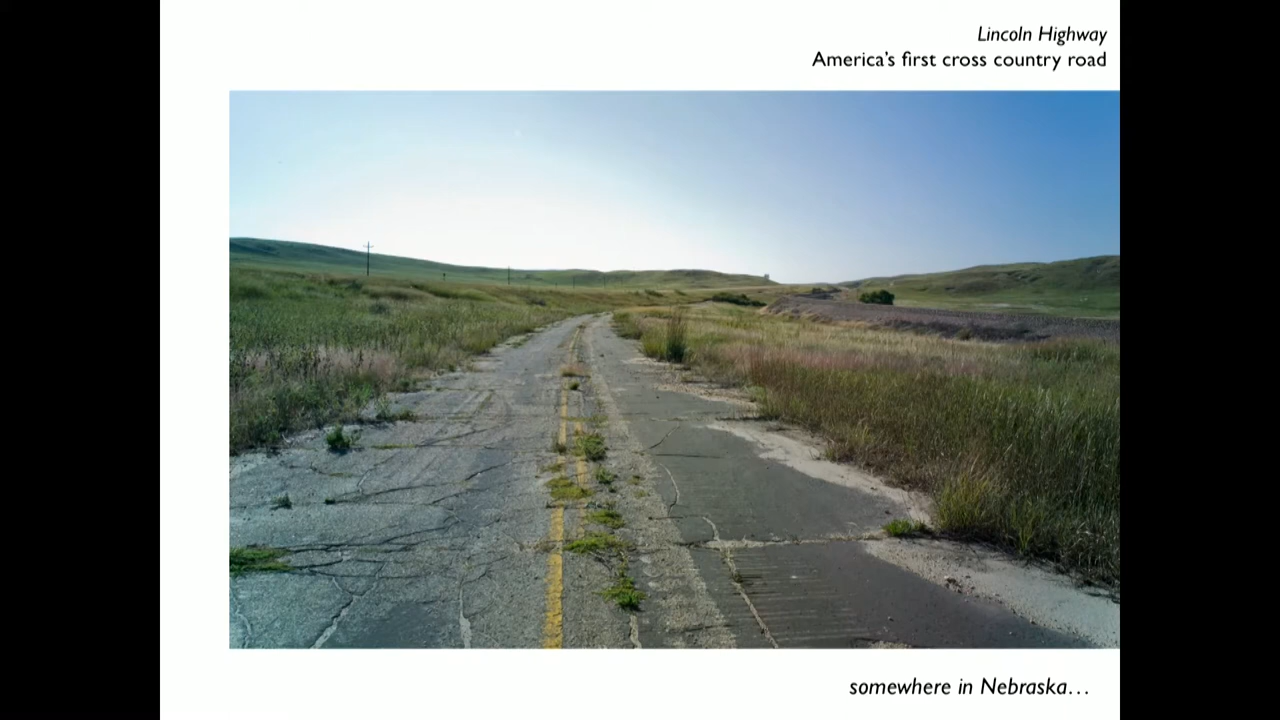 Lincoln Highway
America's first cross country road
somewhere in Nebraska…